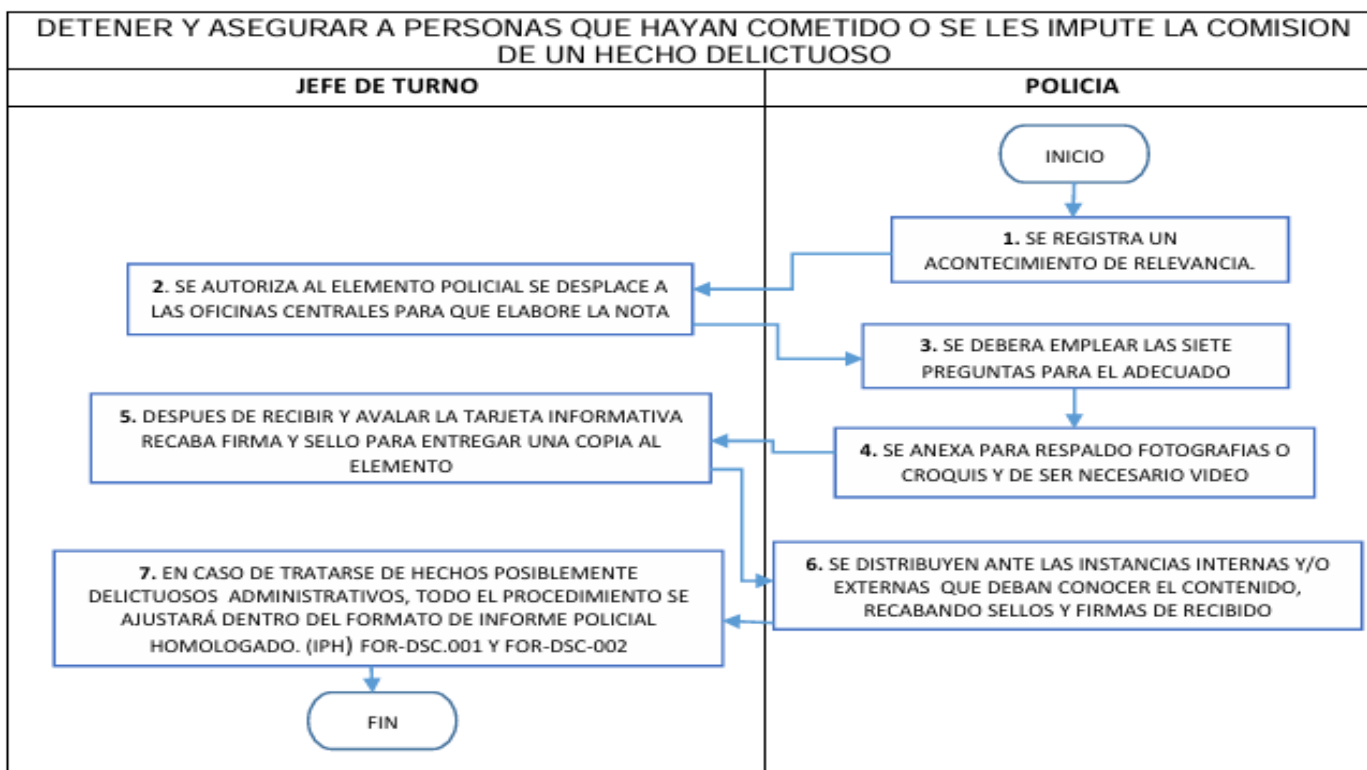 DETENER Y ASEGURAR A PERSONAS QUE HAYAN COMETIDO O SE LES IMPUTE LA COMISION
DE UN HECHO DELICTUOSO
JEFE DE TURNO
POLICIA
INICIO
1. SE REGISTRA UN
ACONTECIMIENTO DE RELEVANCIA.
2. SE AUTORIZA AL ELEMENTO POLICIAL SE DESPLACE A
LAS OFICINAS CENTRALES PARA QUE ELABORE LA NOTA
3. SE DEBERA EMPLEAR LAS SIETE
PREGUNTAS PARA EL ADECUADO
4. SE ANEXA PARA RESPALDO FOTOGRAFIAS O
CROQUIS Y DE SER NECESARIO VIDEO
5. DESPUES DE RECIBIR Y AVALAR LA TARJETA INFORMATIVA
RECABA FIRMA Y SELLO PARA ENTREGAR UNA COPIA AL
ELEMENTO
6. SE DISTRIBUYEN ANTE LAS INSTANCIAS INTERNAS Y/O
EXTERNAS QUE DEBAN CONOCER EL CONTENIDO,
RECABANDO SELLOS Y FIRMAS DE RECIBIDO
7. EN CASO DE TRATARSE DE HECHOS POSIBLEMENTE
DELICTUOSOS ADMINISTRATIVOS, TODO EL PROCEDIMIENTO SE
AJUSTARÁ DENTRO DEL FORMATO DE INFORME POLICIAL
HOMOLOGADO. (IPH) FOR-DSC.001 Y FOR-DSC-002
FIN